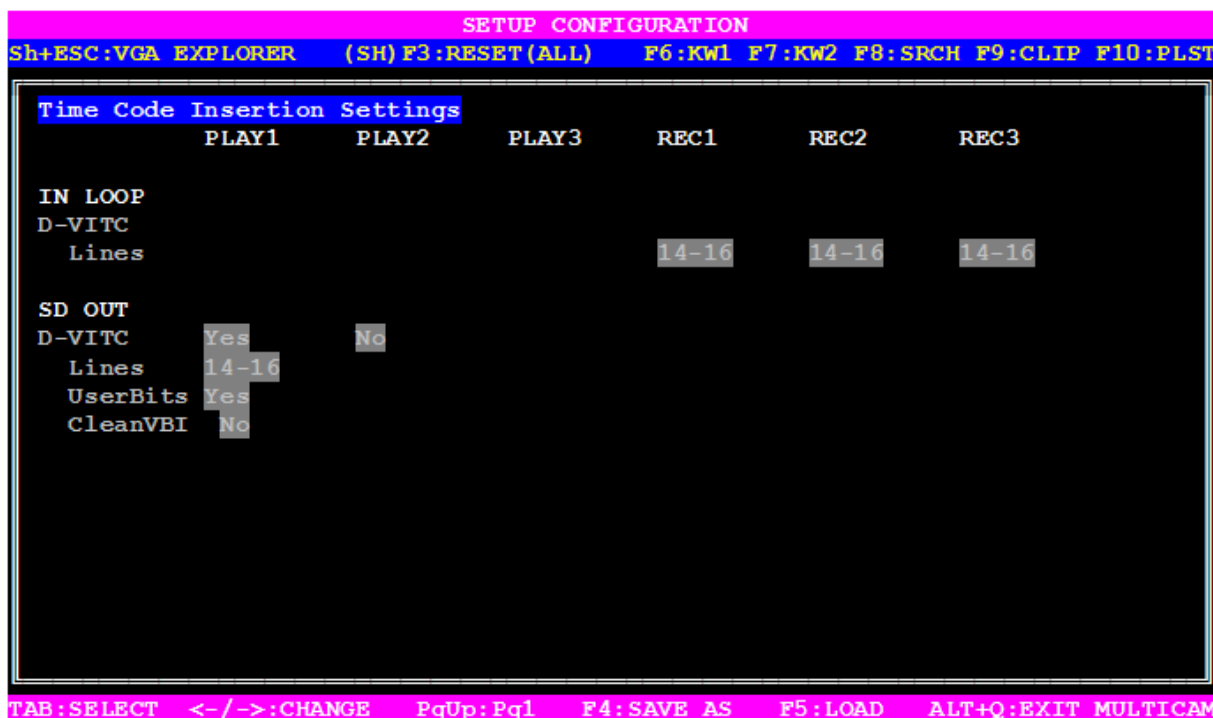 SETUP CONFIGURATION
Sh+ESC:VGA EXPLORER (SH)F3:RESET(ALL) F6:KW1 F7:KW2 F8:SRCH F9:CLIP F10:PLST
Time Code Insertion Settings
PLAY1 PLAY2 PLAY3 REC1 REC2 REC3
IN LOOP
D-VITC
Lines 14-16 14-16 14-16
SD OUT
D-VITC Yes No
Lines 14-16
UserBits Yes
CleanVBI No
TAB:SELECT <-/->:CHANGE PgUp:Pg1 F4:SAVE AS F5:LOAD ALT+Q:EXIT MULTICAM